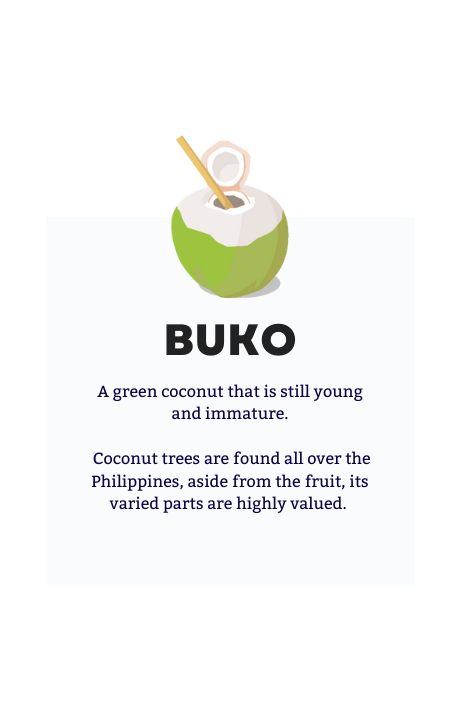 BUKO
A green coconut that is still young
and immature.
Coconut trees are found all over the
Philippines, aside from the fruit, its
varied parts are highly valued.